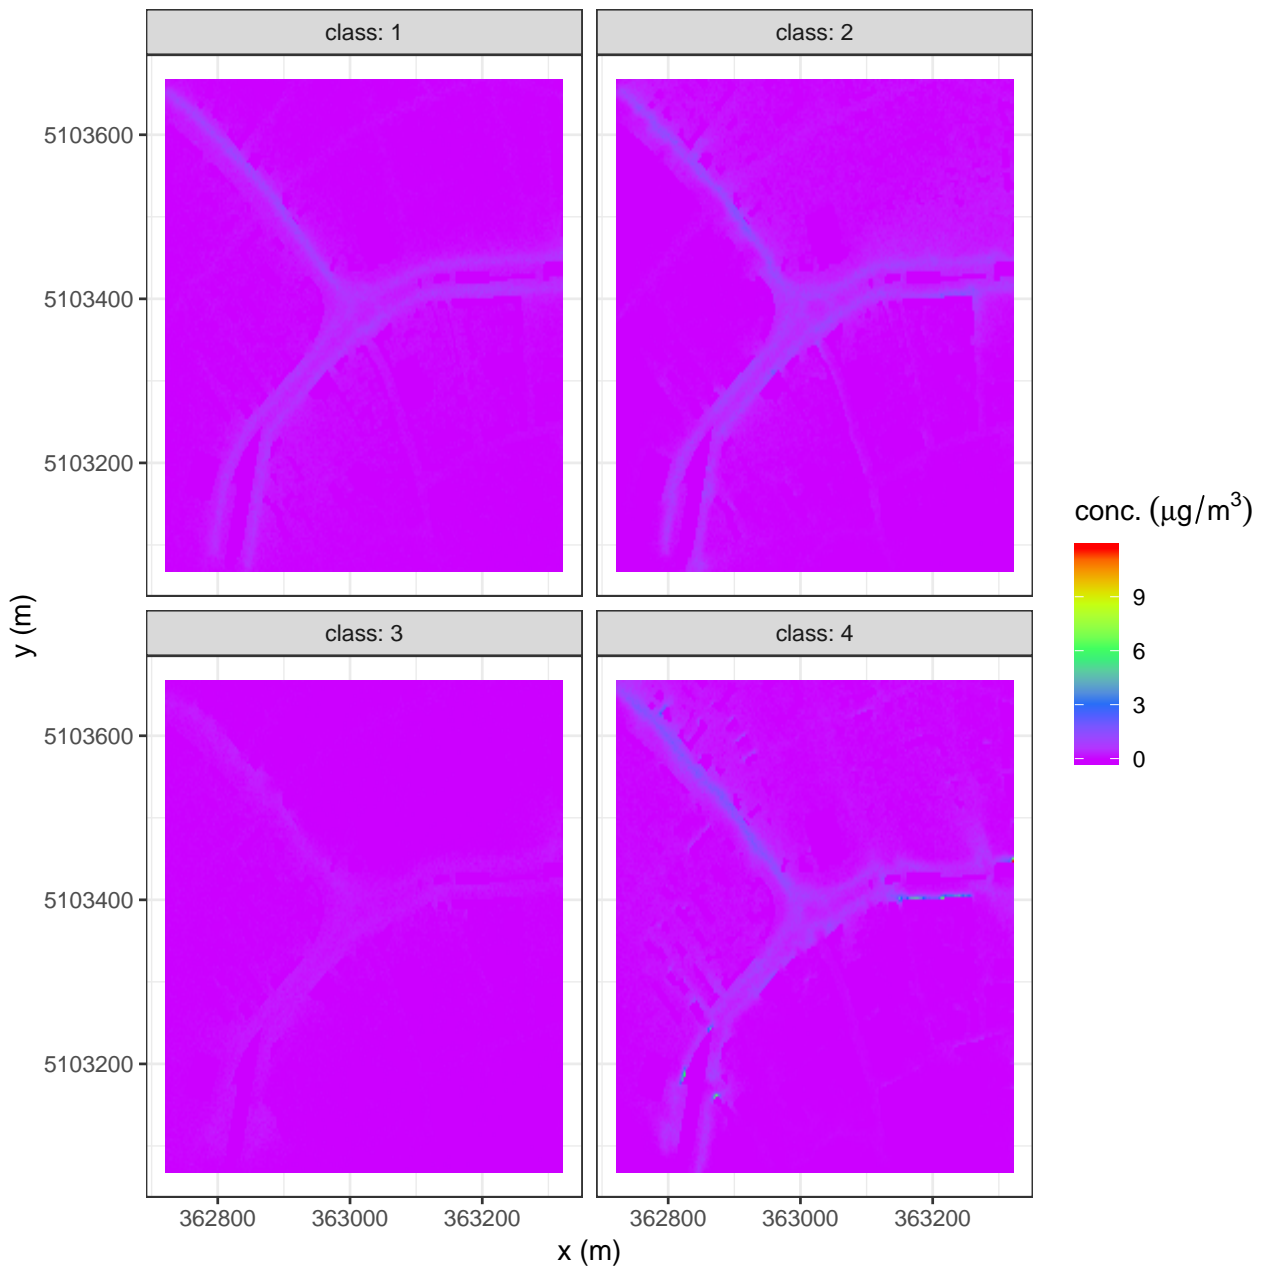 class: 1
class: 2
5103600
5103400
5103200
class: 3
class: 4
5103600
5103400
5103200
362800
363000
363200
362800
363000
363200
x (m)
y (m)
conc. (μg/m³)
9
6
3
0